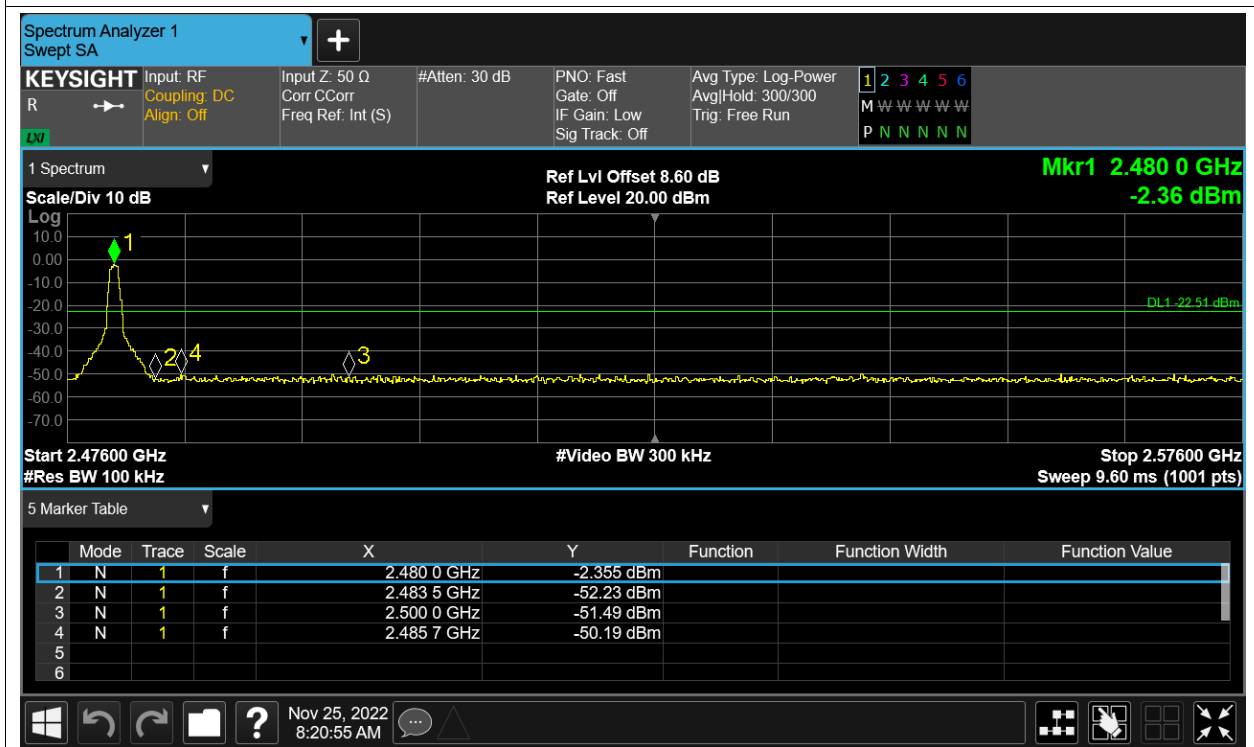 Spectrum Analyzer 1
Swept SA
KEYSIGHT Input: RF Input Z: 50 Ω #Atten: 30 dB PNO: Fast Avg Type: Log-Power 1 2 3 4 5 6
R Coupling: DC Corr CCorr Gate: Off Avg|Hold: 300/300 M W W W W W
Align: Off Freq Ref: Int (S) IF Gain: Low Trig: Free Run
LXI Sig Track: Off P N N N N N
1 Spectrum Ref Lvl Offset 8.60 dB Mkr1 2.480 0 GHz
Scale/Div 10 dB Ref Level 20.00 dBm -2.36 dBm
Log
10.0
1
0.00
-10.0
-20.0 DL1 -22.51 dBm
-30.0
-40.0 2 4 3
-50.0
-60.0
-70.0
Start 2.47600 GHz #Video BW 300 kHz Stop 2.57600 GHz
#Res BW 100 kHz Sweep 9.60 ms (1001 pts)
5 Marker Table
Mode Trace Scale X Y Function Function Width Function Value
1 N 1 f 2.480 0 GHz -2.355 dBm
2 N 1 f 2.483 5 GHz -52.23 dBm
3 N 1 f 2.500 0 GHz -51.49 dBm
4 N 1 f 2.485 7 GHz -50.19 dBm
5
6
? Nov 25, 2022
8:20:55 AM